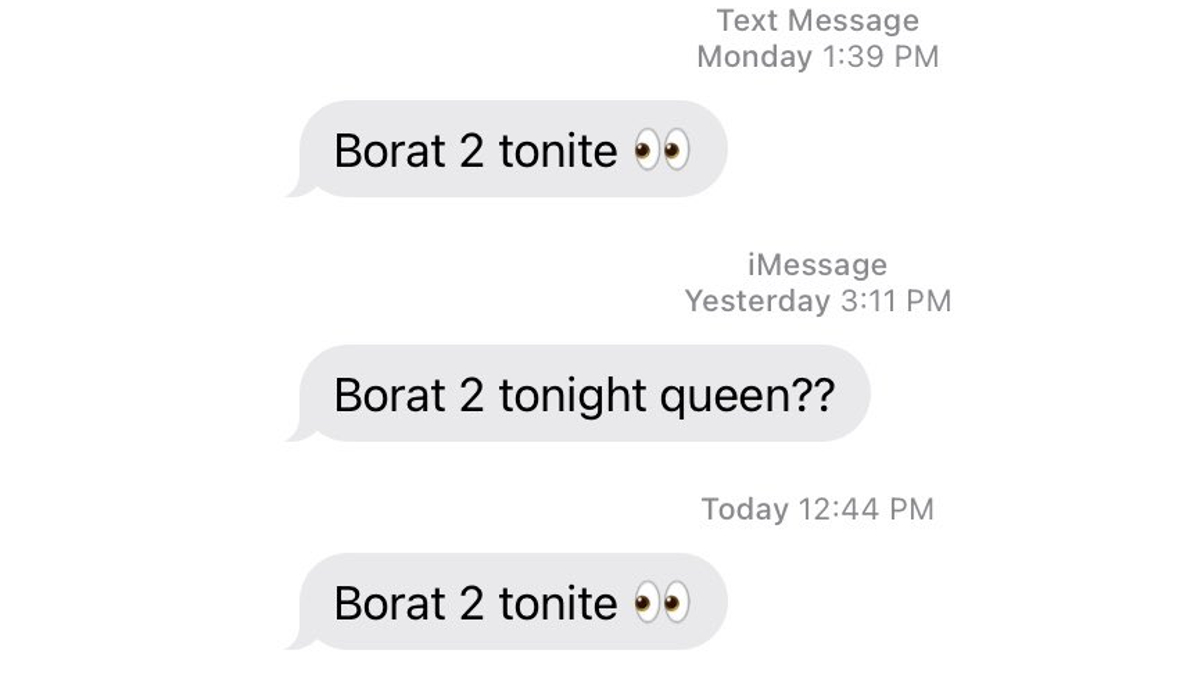 Text Message
Monday 1:39 PM
Borat 2 tonite 👀
iMessage
Yesterday 3:11 PM
Borat 2 tonight queen??
Today 12:44 PM
Borat 2 tonite 👀